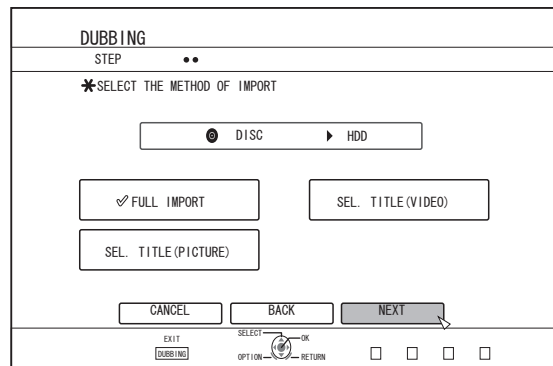 DUBBING
STEP
*SELECT THE METHOD OF IMPORT
DISC ▶ HDD
✓FULL IMPORT
SEL. TITLE(VIDEO)
SEL. TITLE(PICTURE)
CANCEL
BACK
NEXT
EXIT
DUBBING
SELECT
OK
OPTION
RETURN